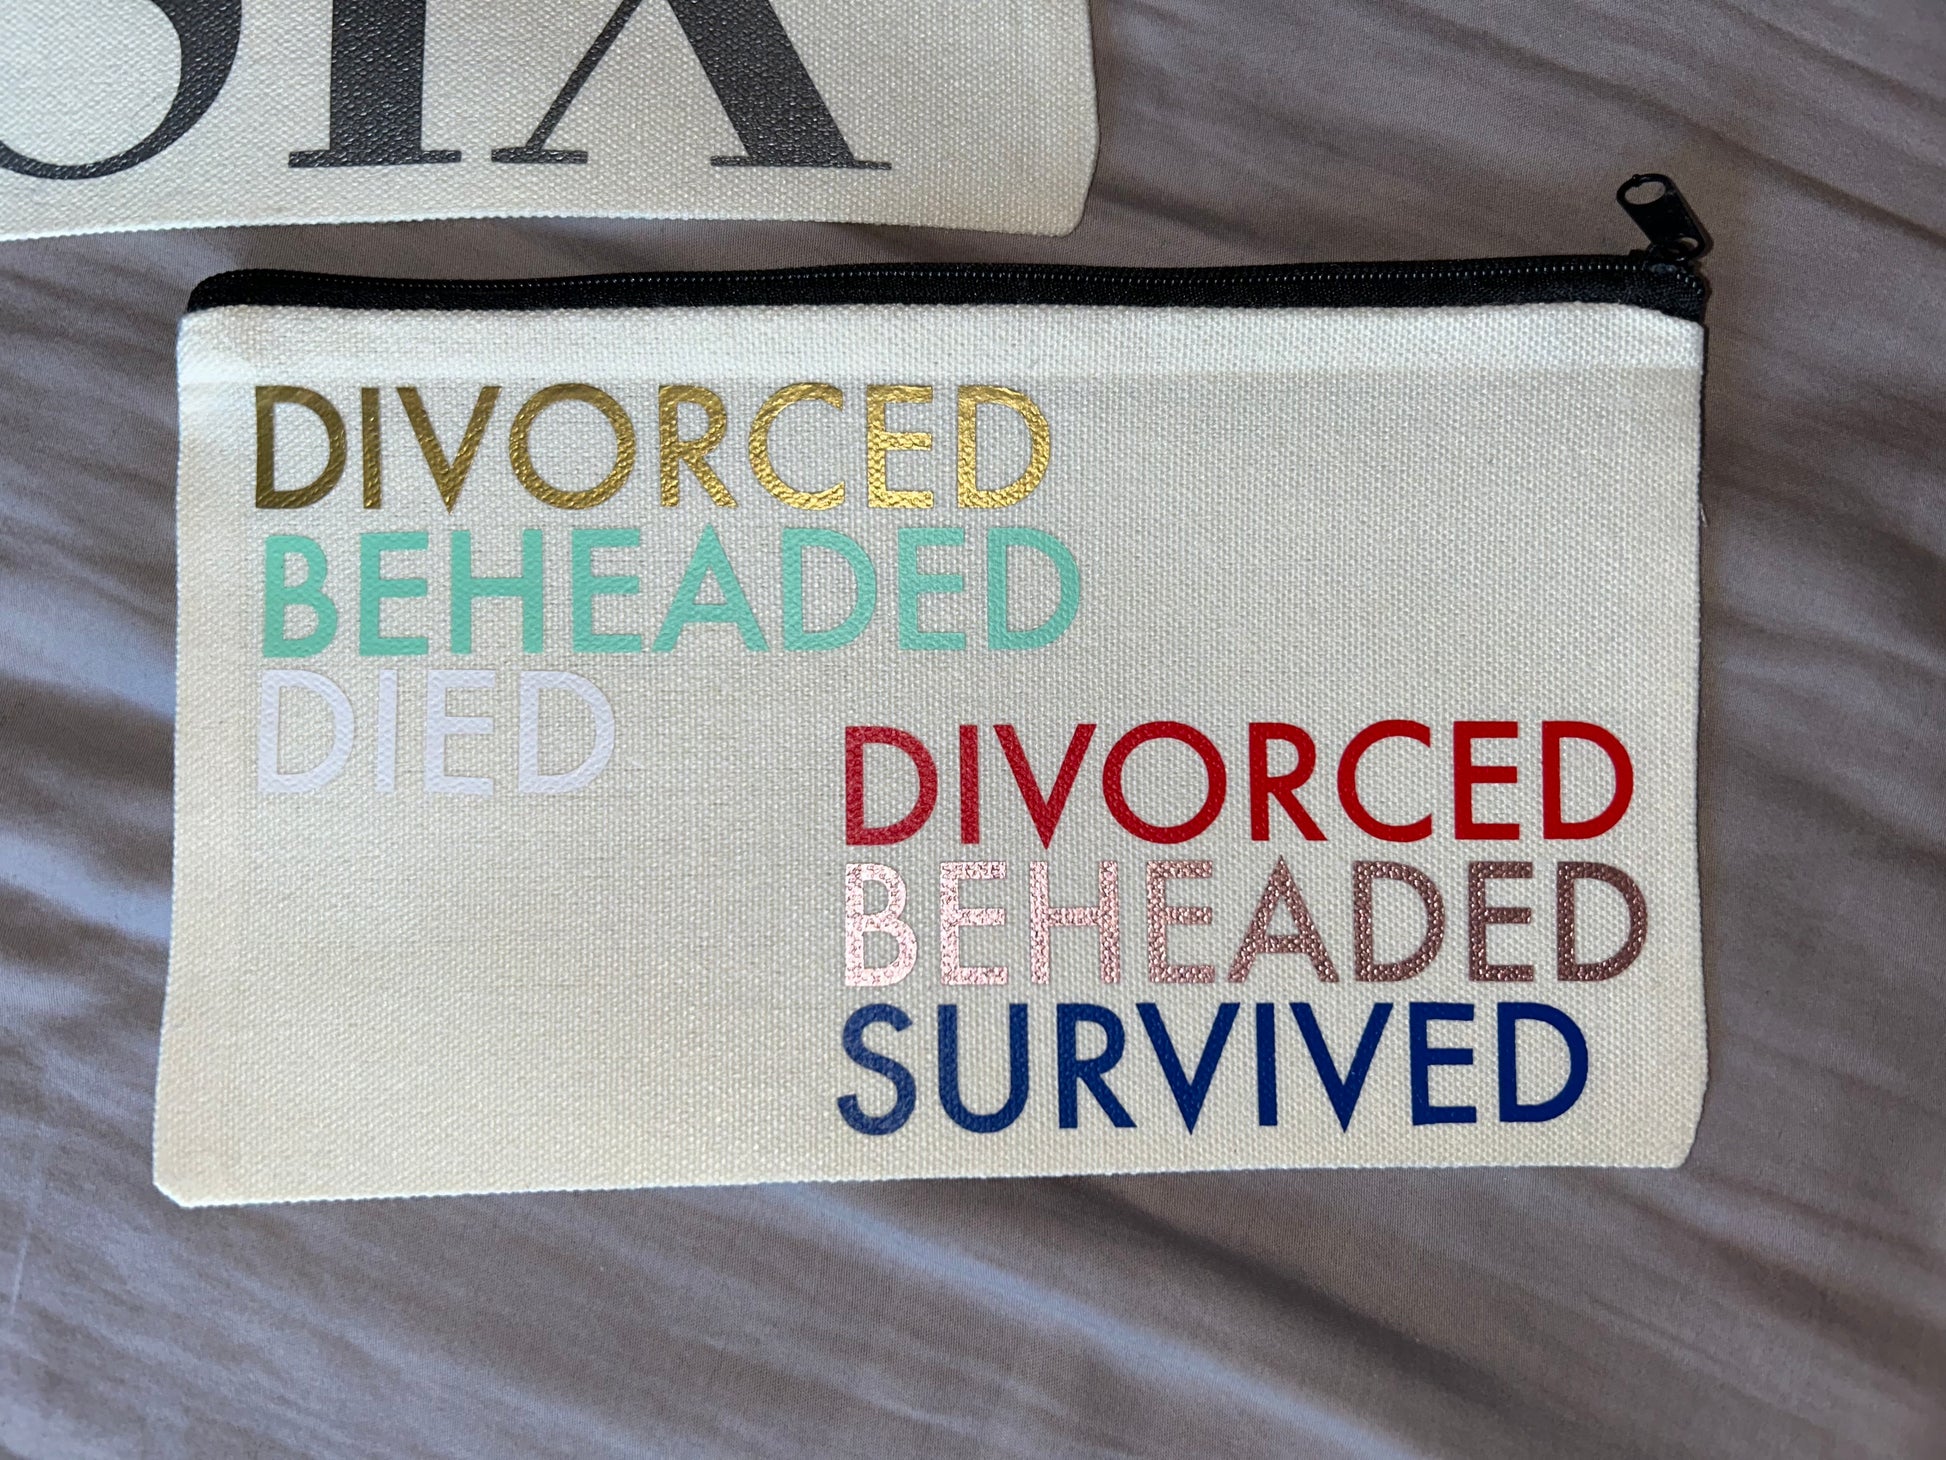 SIX
DIVORCED
BEHEADED
DIED
DIVORCED
BEHEADED
SURVIVED